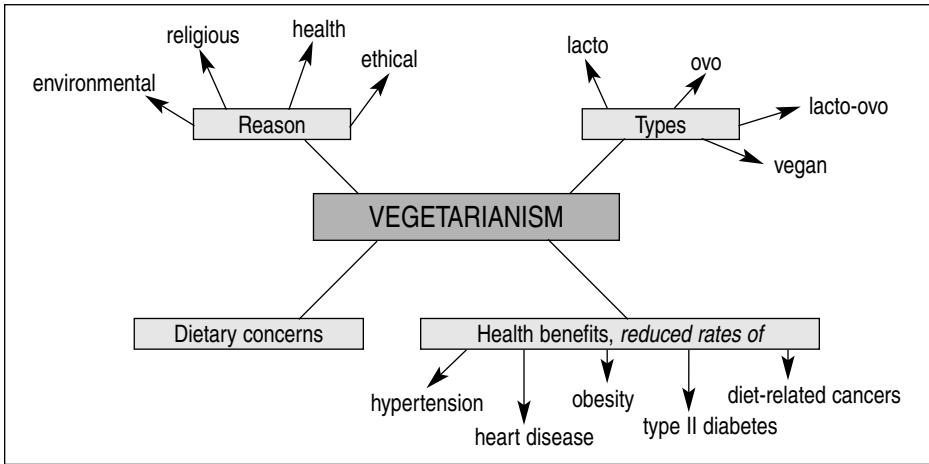 religious
health
ethical
environmental
Reason
lacto
ovo
lacto-ovo
vegan
Types
VEGETARIANISM
Dietary concerns
Health benefits, reduced rates of
hypertension
heart disease
obesity
type II diabetes
diet-related cancers